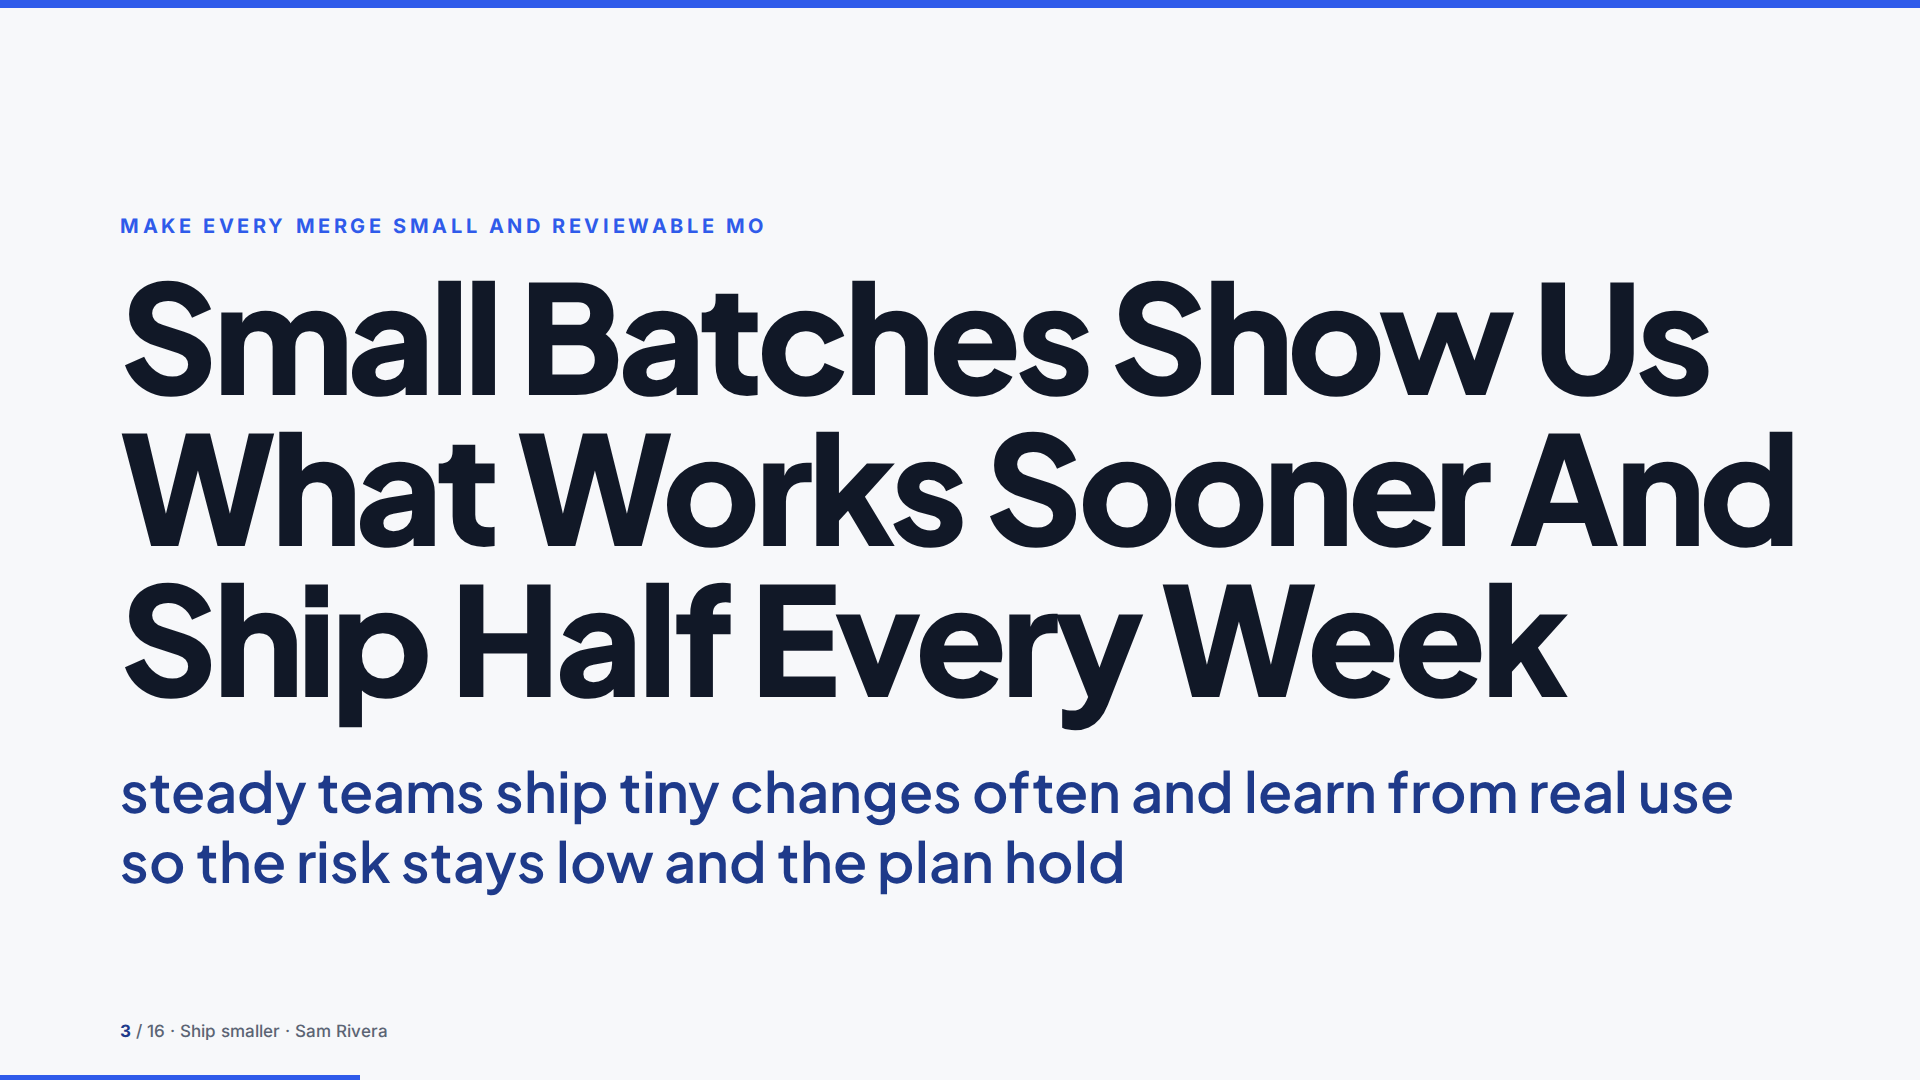 MAKE EVERY MERGE SMALL AND REVIEWABLE MO
Small Batches Show Us
What Works Sooner And
Ship Half Every Week
steady teams ship tiny changes often and learn from real use
so the risk stays low and the plan hold
3 / 16 · Ship smaller · Sam Rivera